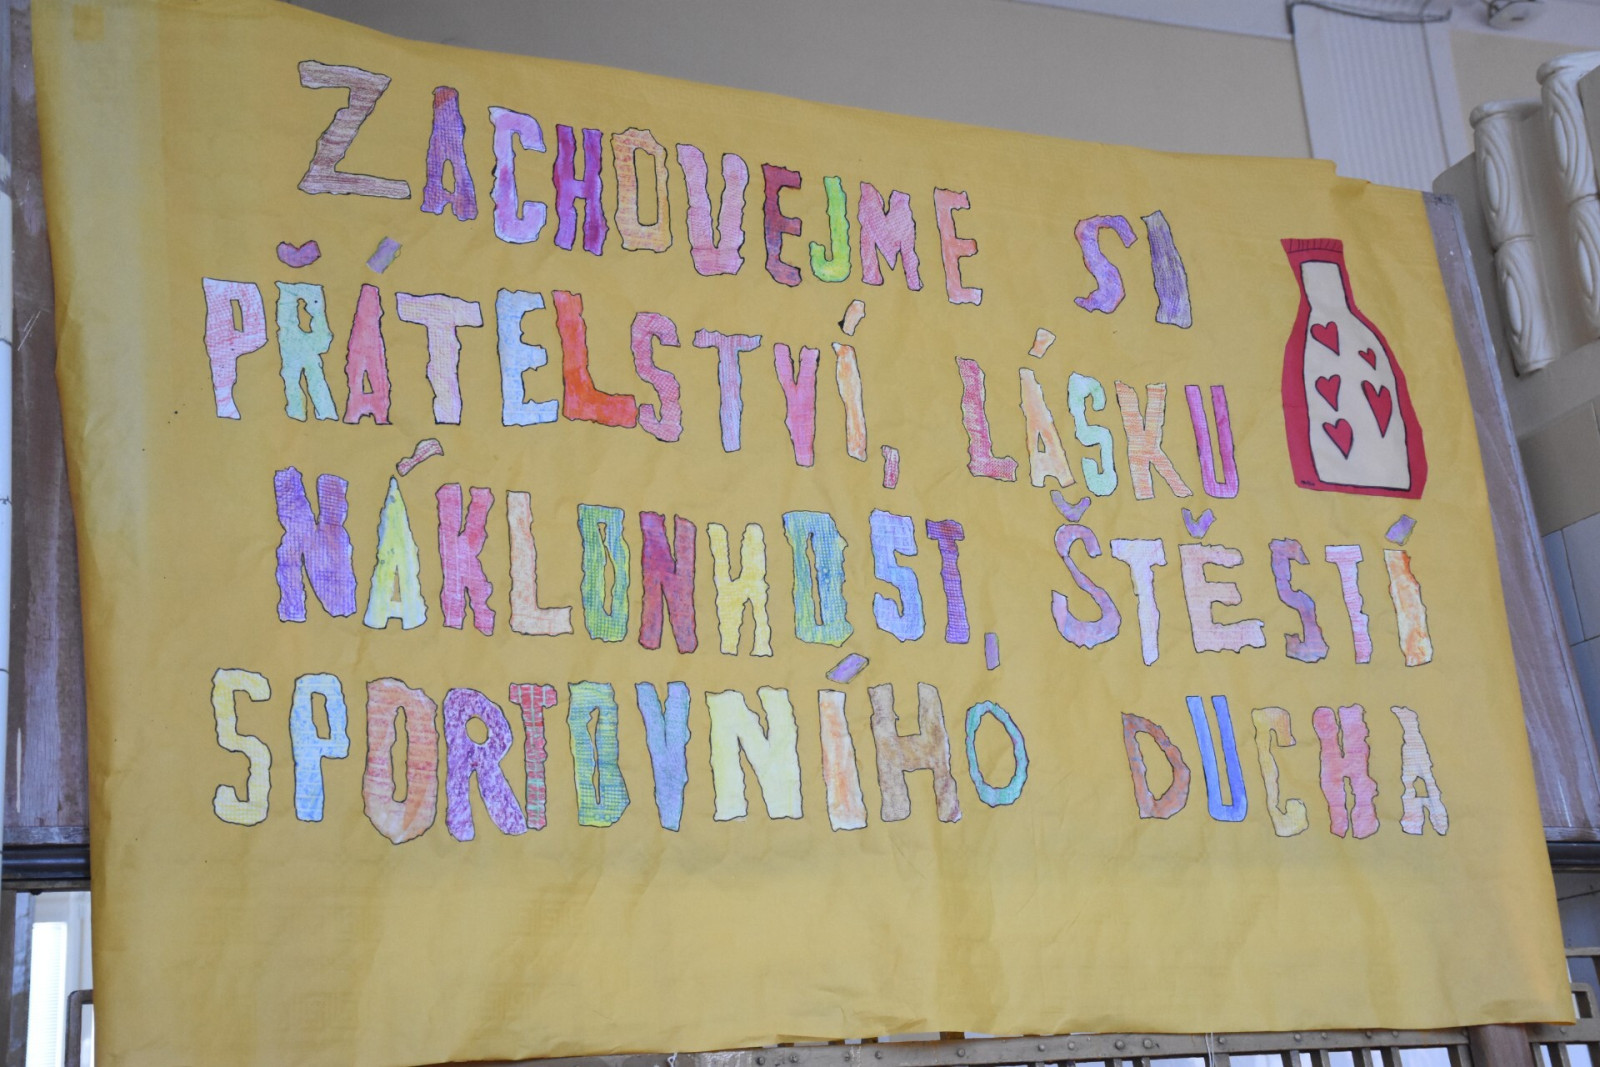 ZACHOVEJME SI
PŘÁTELSTVÍ, LÁSKU
NÁKLONNOST, ŠTĚSTÍ
SPORTOVNÍHO DUCHA